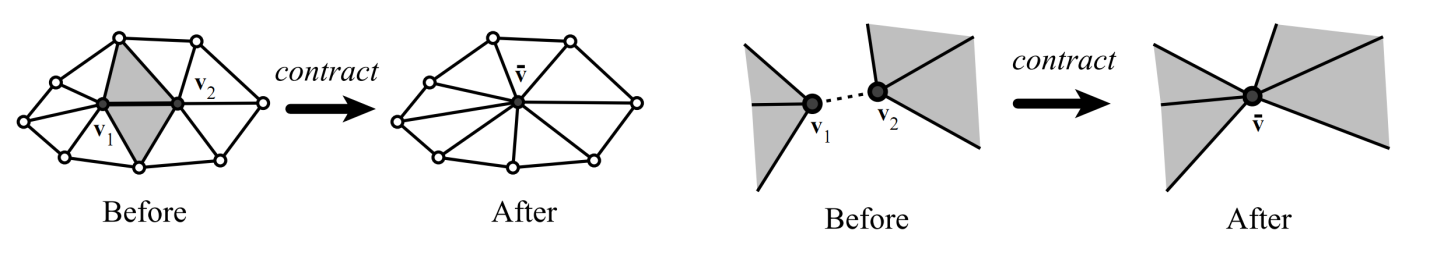 contract
v̄
v₂
v₁
Before
After
contract
v₁
v₂
v̄
Before
After